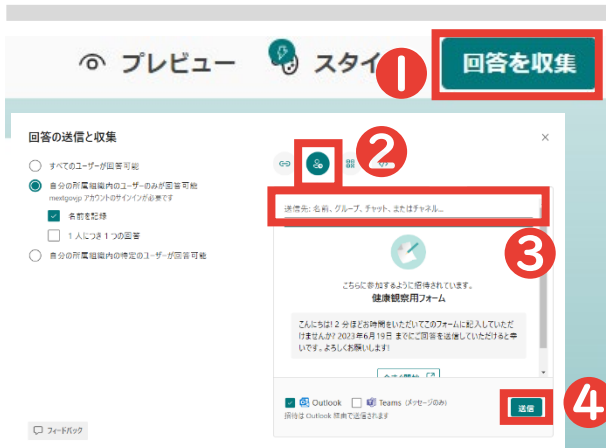 プレビュー
スタイ
回答を収集
1
2
3
4
回答の送信と収集
すべてのユーザーが回答可能
自分の所属組織内のユーザーのみが回答可能
mextgovjp アカウントのサインインが必要です
名前を記録
1 人につき 1 つの回答
自分の所属組織内の特定のユーザーが回答可能
送信先: 名前、グループ、チャット、またはチャネル...
こちらに参加するように招待されています。
健康観察用フォーム
こんにちは! 2 分ほどお時間をいただいてこのフォームに記入していただ
けませんか? 2023年6月19日 までにご回答を送信していただけると幸
いです。よろしくお願いします!
Outlook
Teams (メッセージのみ)
招待は Outlook 経由で送信されます
送信
フィードバック